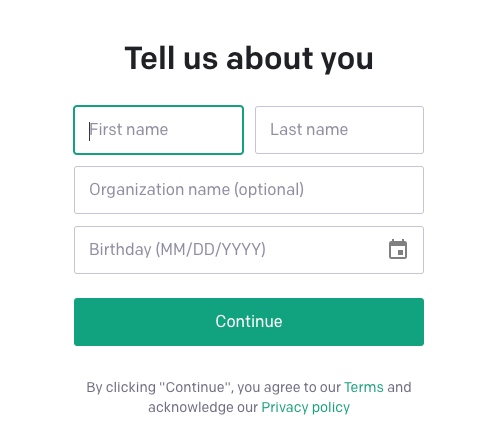 Tell us about you
First name
Last name
Organization name (optional)
Birthday (MM/DD/YYYY)
Continue
By clicking "Continue", you agree to our Terms and
acknowledge our Privacy policy